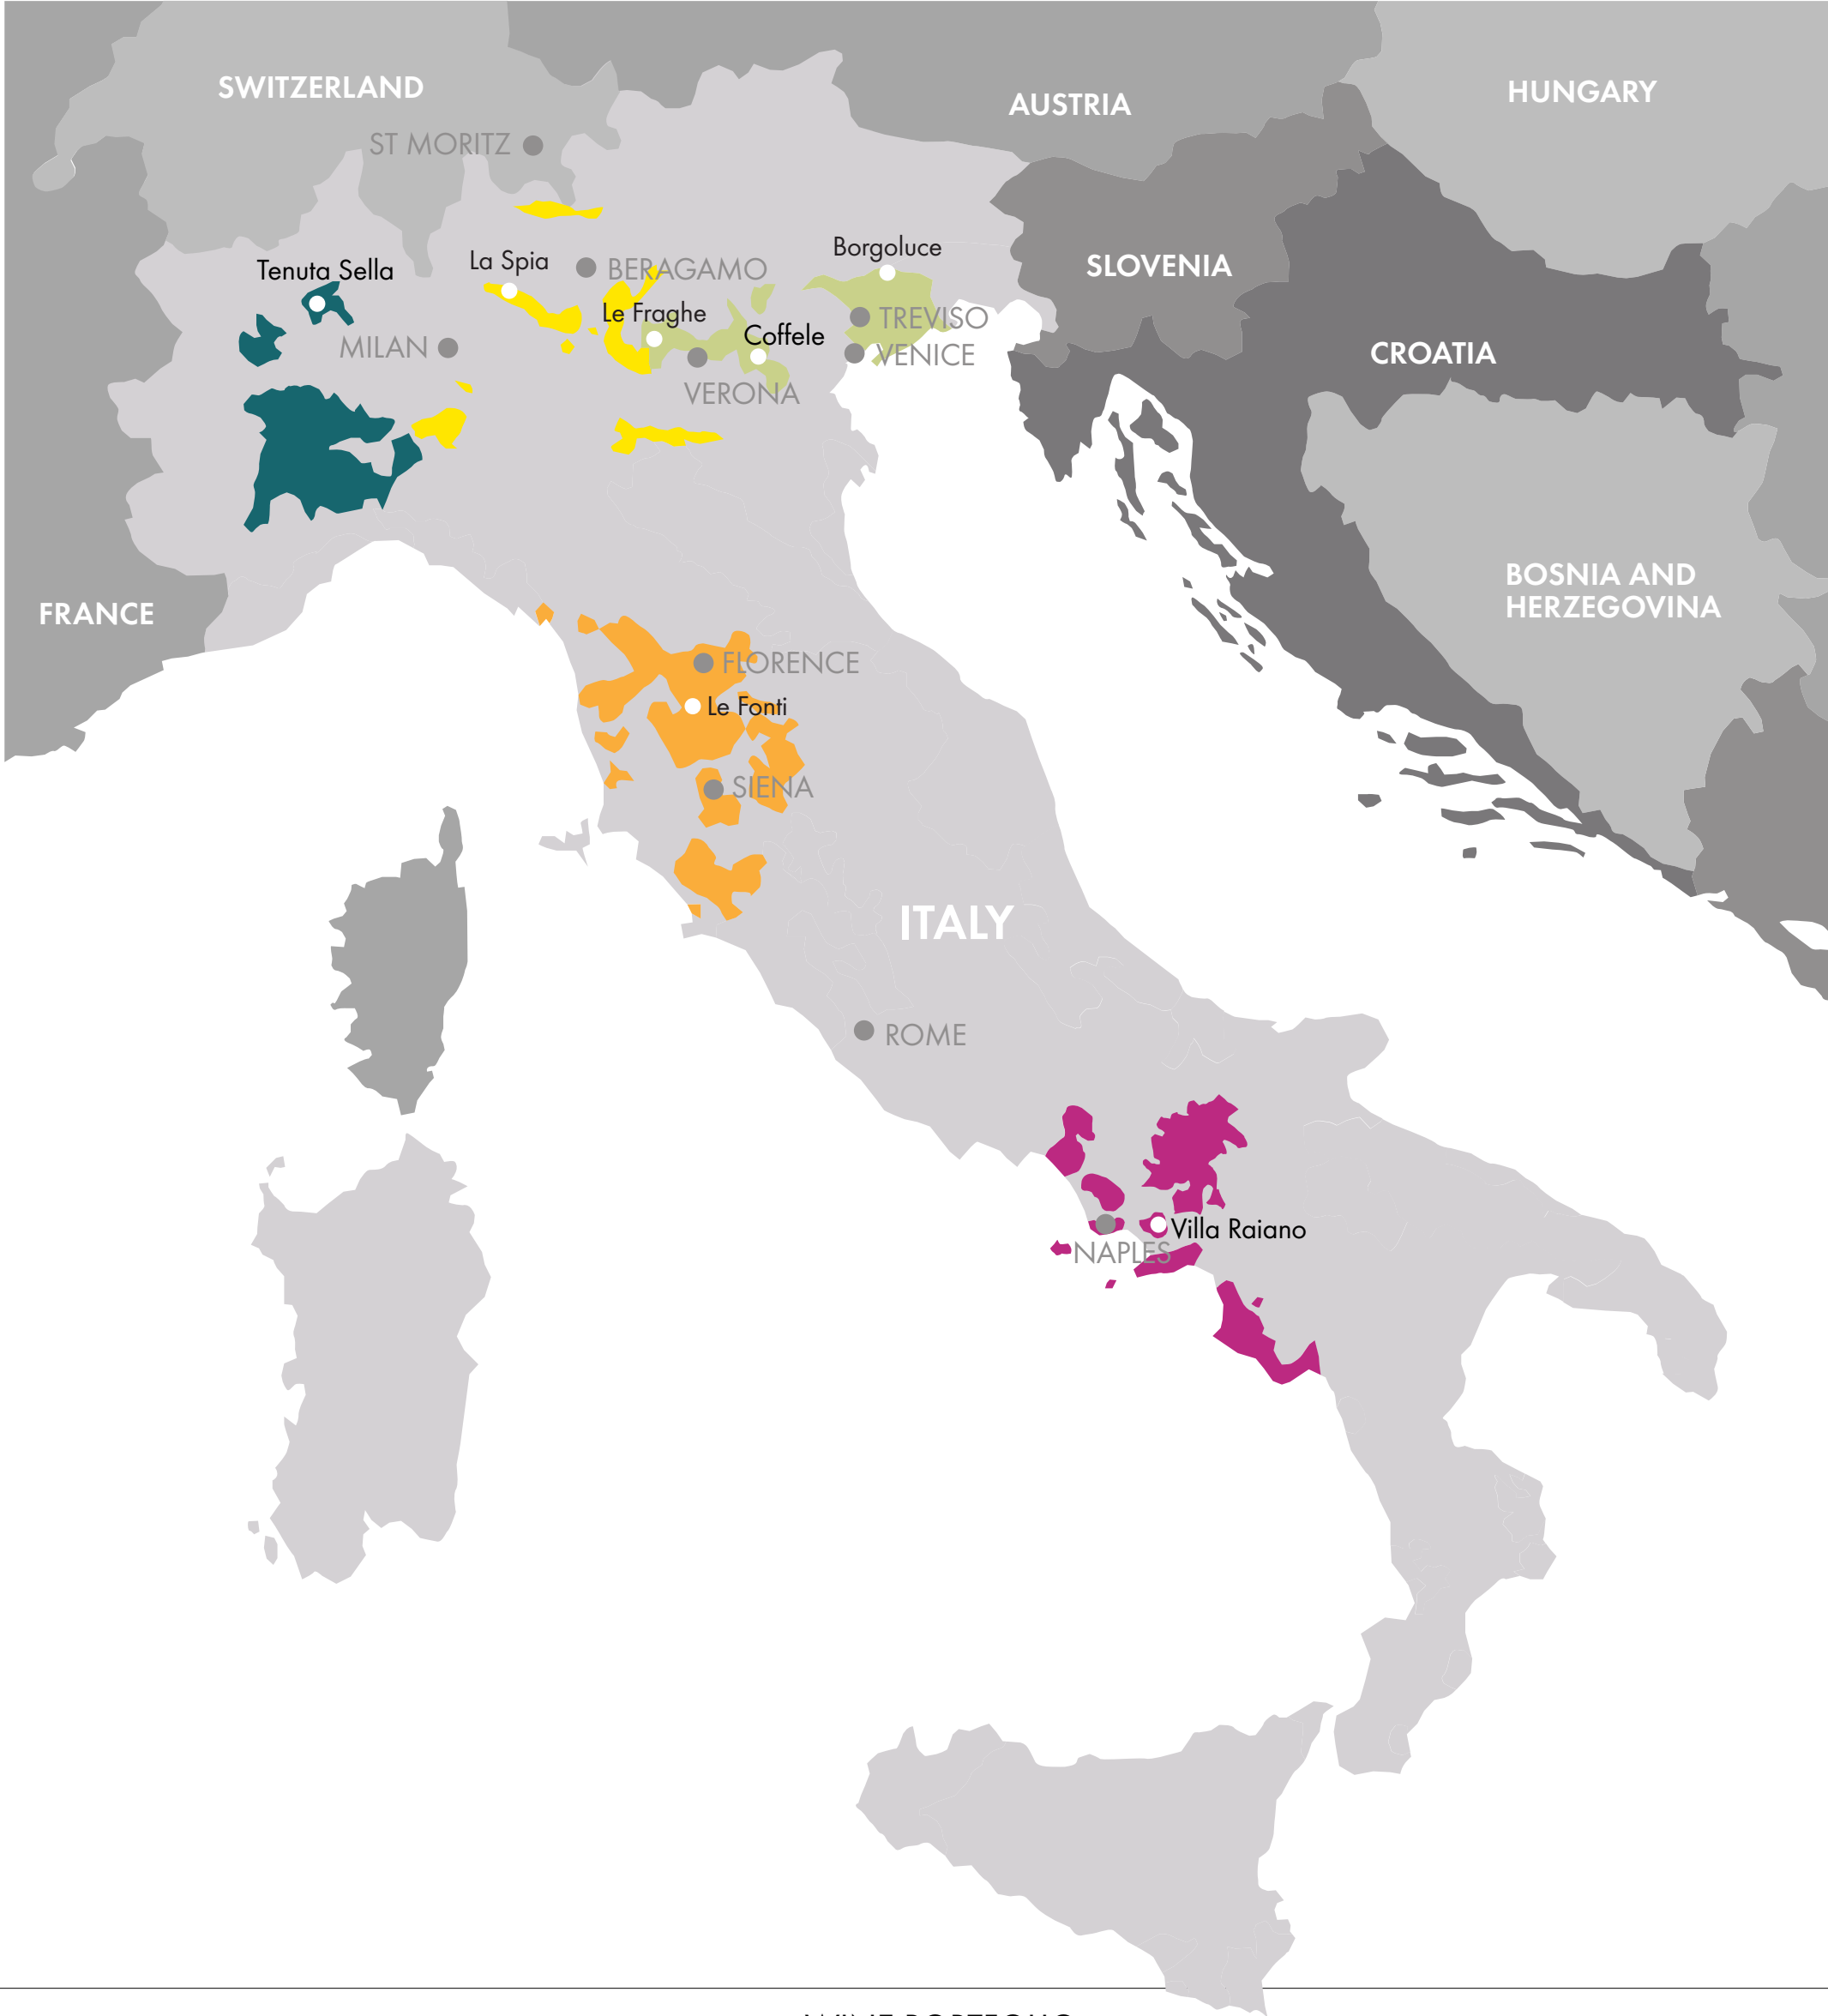 SWITZERLAND
AUSTRIA
HUNGARY
ST MORITZ
Borgoluce
La Spia
Tenuta Sella
BERAGAMO
SLOVENIA
Le Fraghe
TREVISO
Coffele
MILAN
VENICE
CROATIA
VERONA
BOSNIA AND
HERZEGOVINA
FRANCE
FLORENCE
Le Fonti
SIENA
ITALY
ROME
Villa Raiano
NAPLES